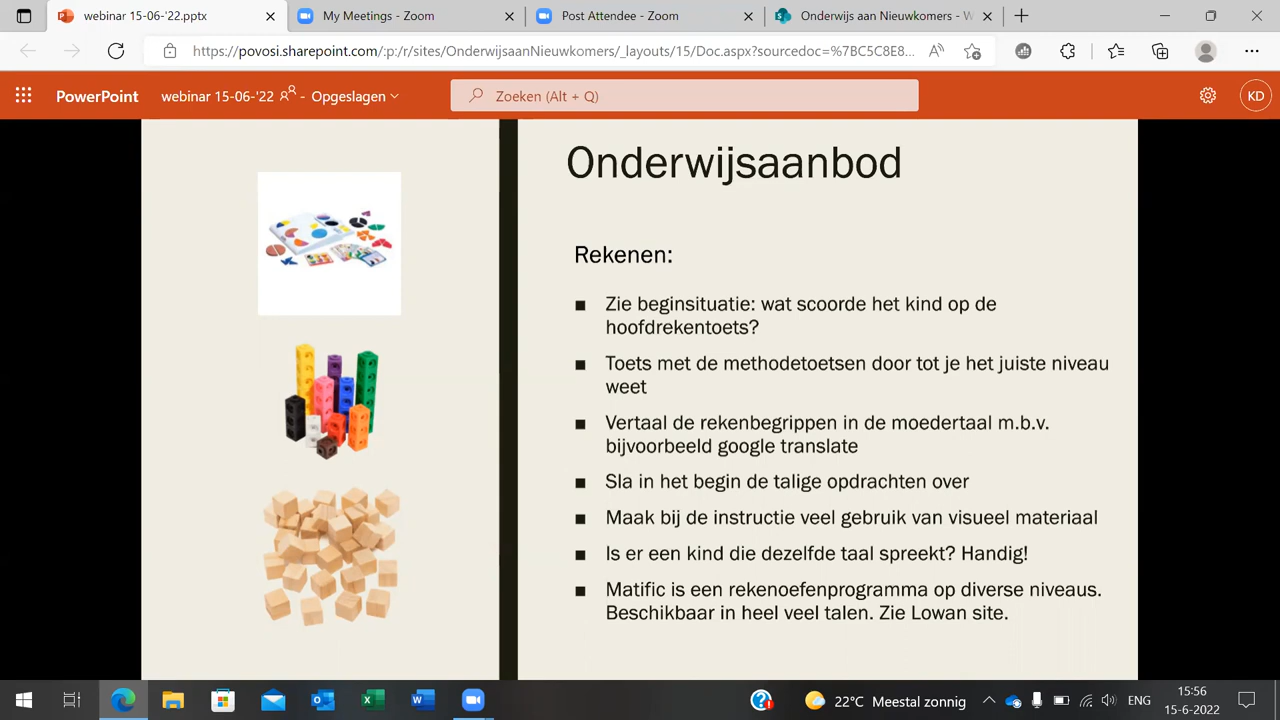 webinar 15-06-'22.pptx
My Meetings - Zoom
Post Attendee - Zoom
Onderwijs aan Nieuwkomers - W
https://povosi.sharepoint.com/:p:/r/sites/OnderwijsaanNieuwkomers/_layouts/15/Doc.aspx?sourcedoc=%7BC5C8E8...
PowerPoint
webinar 15-06-'22 - Opgeslagen
Zoeken (Alt + Q)
KD
Onderwijsaanbod
Rekenen:
■ Zie beginsituatie: wat scoorde het kind op de
hoofdrekentoets?
■ Toets met de methodetoetsen door tot je het juiste niveau
weet
■ Vertaal de rekenbegrippen in de moedertaal m.b.v.
bijvoorbeeld google translate
■ Sla in het begin de talige opdrachten over
■ Maak bij de instructie veel gebruik van visueel materiaal
■ Is er een kind die dezelfde taal spreekt? Handig!
■ Matific is een rekenoefenprogramma op diverse niveaus.
Beschikbaar in heel veel talen. Zie Lowan site.
22°C Meestal zonnig
ENG
15:56
15-6-2022